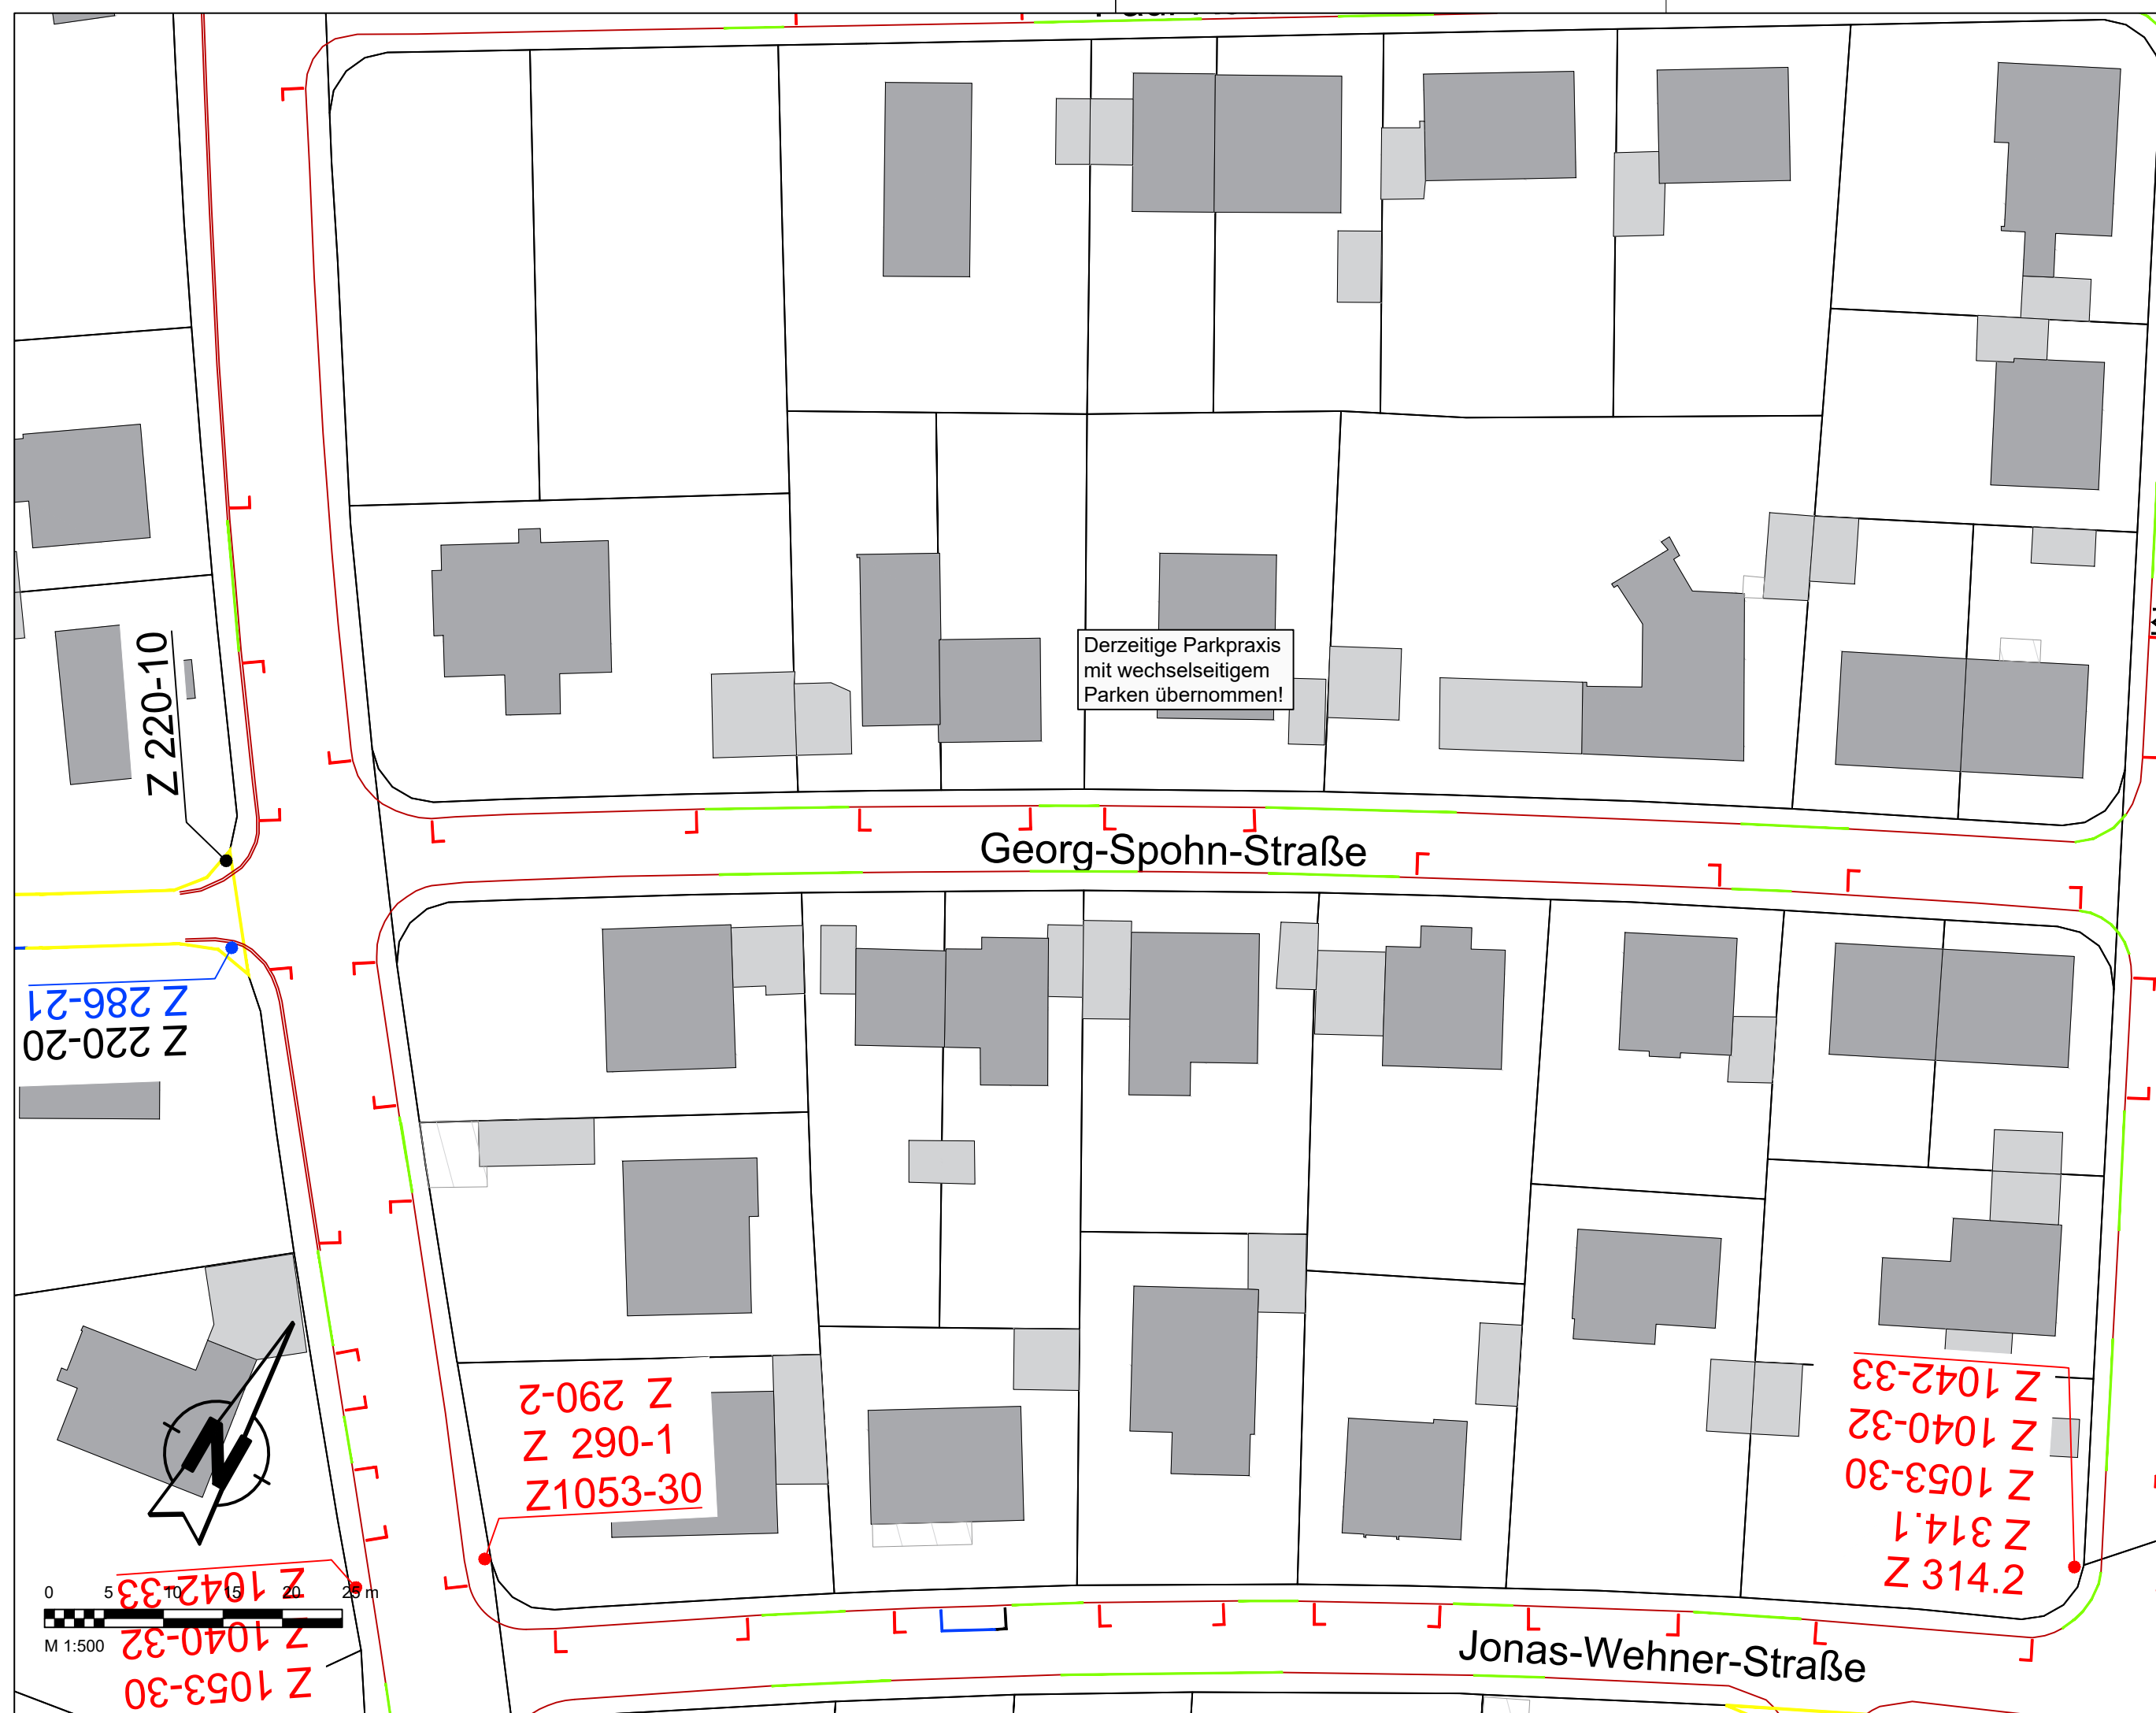 Z 220-10
Derzeitige Parkpraxis
mit wechselseitigem
Parken übernommen!
Georg-Spohn-Straße
Z 286-21
Z 220-20
Z 290-2
Z 290-1
Z1053-30
Z 1042-33
Z 1040-32
Z 1053-30
Z 314.1
Z 314.2
N
Z 1042-33
0 5 10 15 20 25 m
Z 1040-32
M 1:500
Z 1053-30
Jonas-Wehner-Straße